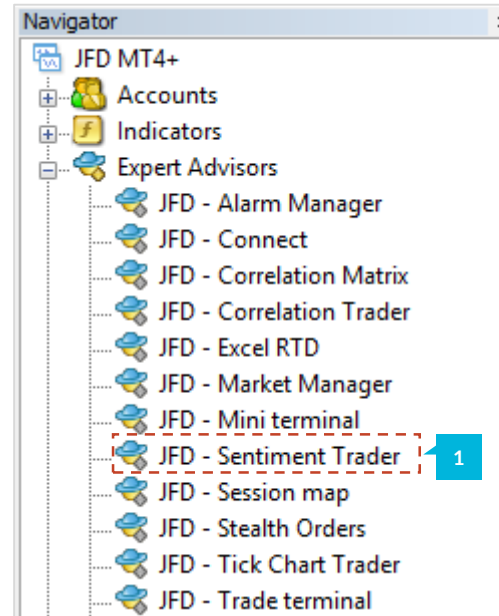 Navigator
JFD MT4+
Accounts
Indicators
Expert Advisors
JFD - Alarm Manager
JFD - Connect
JFD - Correlation Matrix
JFD - Correlation Trader
JFD - Excel RTD
JFD - Market Manager
JFD - Mini terminal
JFD - Sentiment Trader 1
JFD - Session map
JFD - Stealth Orders
JFD - Tick Chart Trader
JFD - Trade terminal